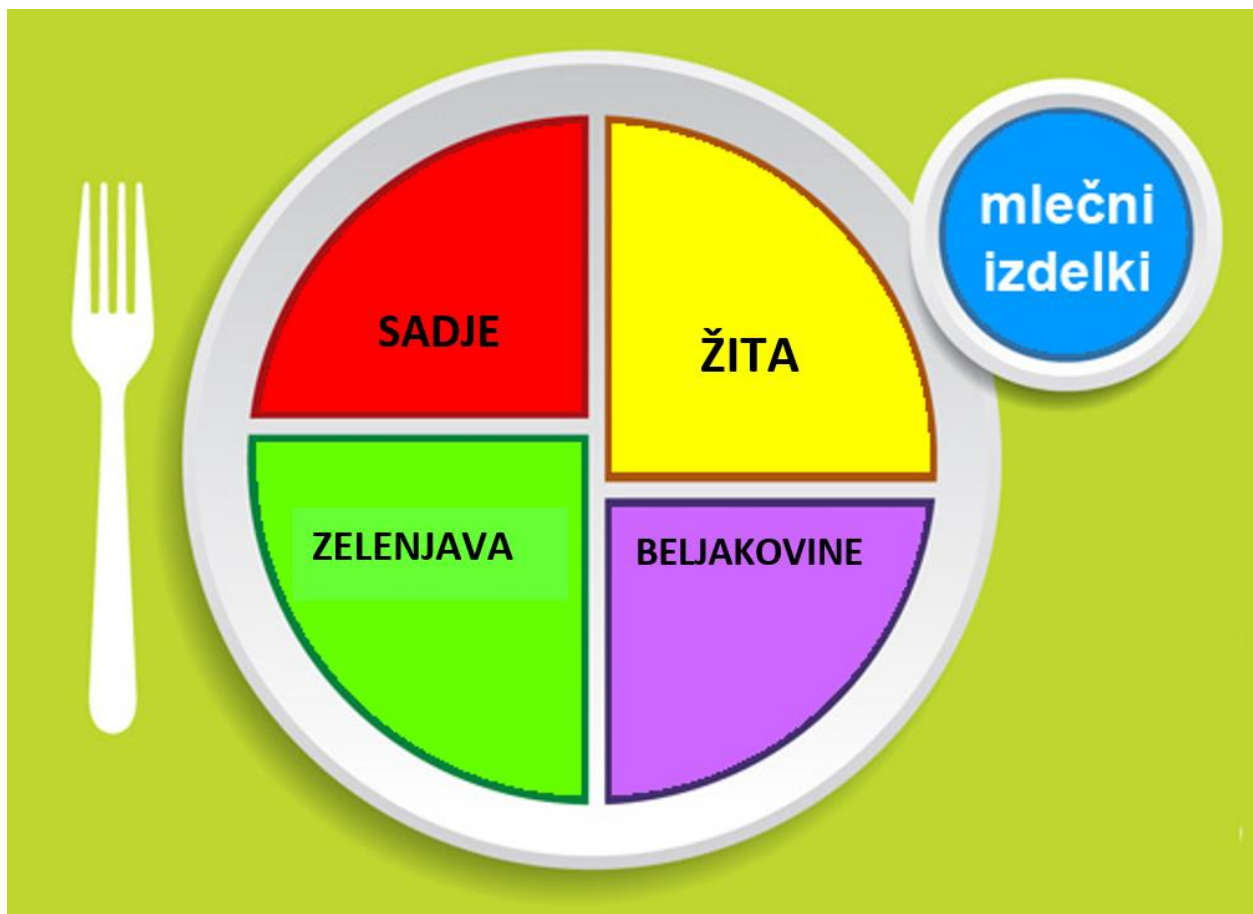 SADJE
ŽITA
mlečni
izdelki
ZELENJAVA
BELJAKOVINE